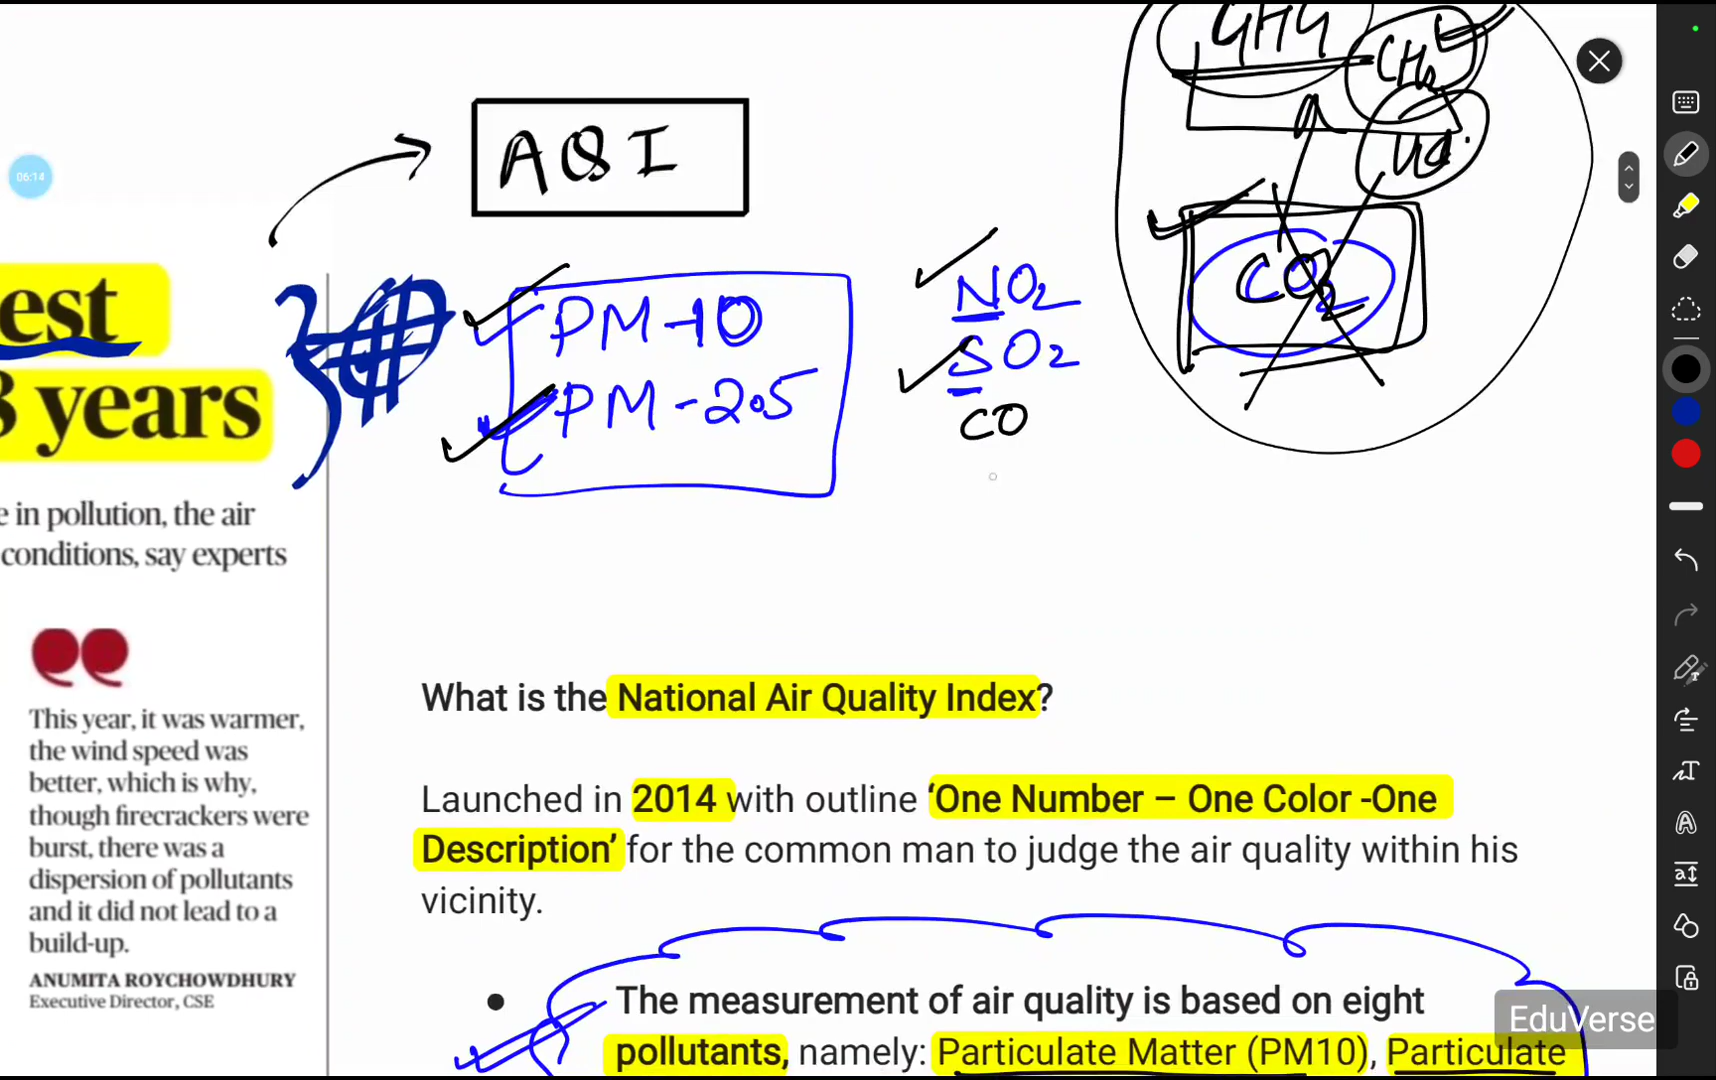 GHG
CH4
06:14
AQI
CO2
est
3 years
PM-10
PM-2.5
NO2
SO2
CO
e in pollution, the air
conditions, say experts
This year, it was warmer,
the wind speed was
better, which is why,
though firecrackers were
burst, there was a
dispersion of pollutants
and it did not lead to a
build-up.
ANUMITA ROYCHOWDHURY
Executive Director, CSE
What is the National Air Quality Index?
Launched in 2014 with outline ‘One Number – One Color -One
Description’ for the common man to judge the air quality within his
vicinity.
• The measurement of air quality is based on eight
pollutants, namely: Particulate Matter (PM10), Particulate
EduVerse